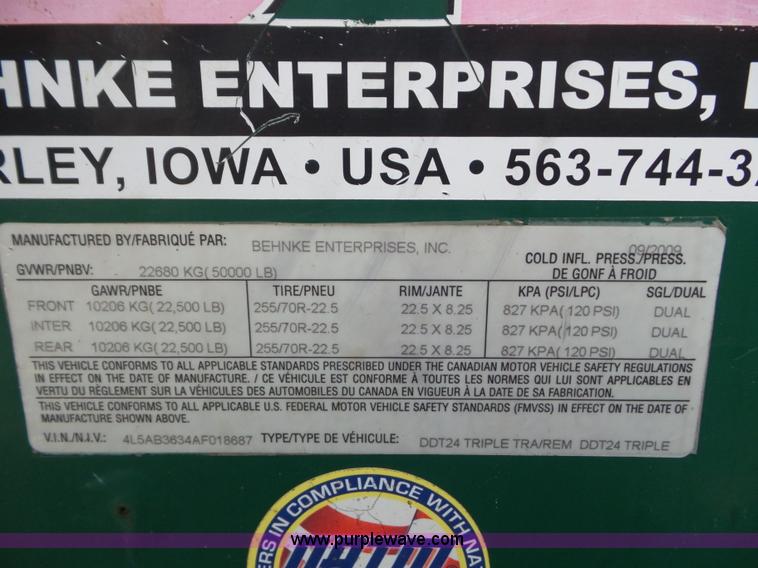 HNKE ENTERPRISES,
RLEY, IOWA • USA • 563-744-3
MANUFACTURED BY/FABRIQUÉ PAR: BEHNKE ENTERPRISES, INC. 09/2009
GVWR/PNBV: 22680 KG( 50000 LB) COLD INFL. PRESS./PRESS. DE GONF À FROID
GAWR/PNBE TIRE/PNEU RIM/JANTE KPA (PSI/LPC) SGL/DUAL
FRONT 10206 KG( 22,500 LB) 255/70R-22.5 22.5 X 8.25 827 KPA( 120 PSI) DUAL
INTER 10206 KG( 22,500 LB) 255/70R-22.5 22.5 X 8.25 827 KPA( 120 PSI) DUAL
REAR 10206 KG( 22,500 LB) 255/70R-22.5 22.5 X 8.25 827 KPA( 120 PSI) DUAL
THIS VEHICLE CONFORMS TO ALL APPLICABLE STANDARDS PRESCRIBED UNDER THE CANADIAN MOTOR VEHICLE SAFETY REGULATIONS
IN EFFECT ON THE DATE OF MANUFACTURE. / CE VÉHICULE EST CONFORME À TOUTES LES NORMES QUI LUI SONT APPLICABLES EN
VERTU DU RÉGLEMENT SUR LA SÉCURITÉ DES VÉHICULES DES AUTOMOBILES DU CANADA EN VIGUEUR À LA DATE DE SA FABRICATION.
THIS VEHICLE CONFORMS TO ALL APPLICABLE U.S. FEDERAL MOTOR VEHICLE SAFETY STANDARDS (FMVSS) IN EFFECT ON THE DATE OF
MANUFACTURE SHOWN ABOVE.
V.I.N./N.I.V.: 4L5AB3634AF018687 TYPE/TYPE DE VÉHICULE: DDT24 TRIPLE TRA/REM DDT24 TRIPLE
ERS IN COMPLIANCE WITH NAT
www.purplewave.com